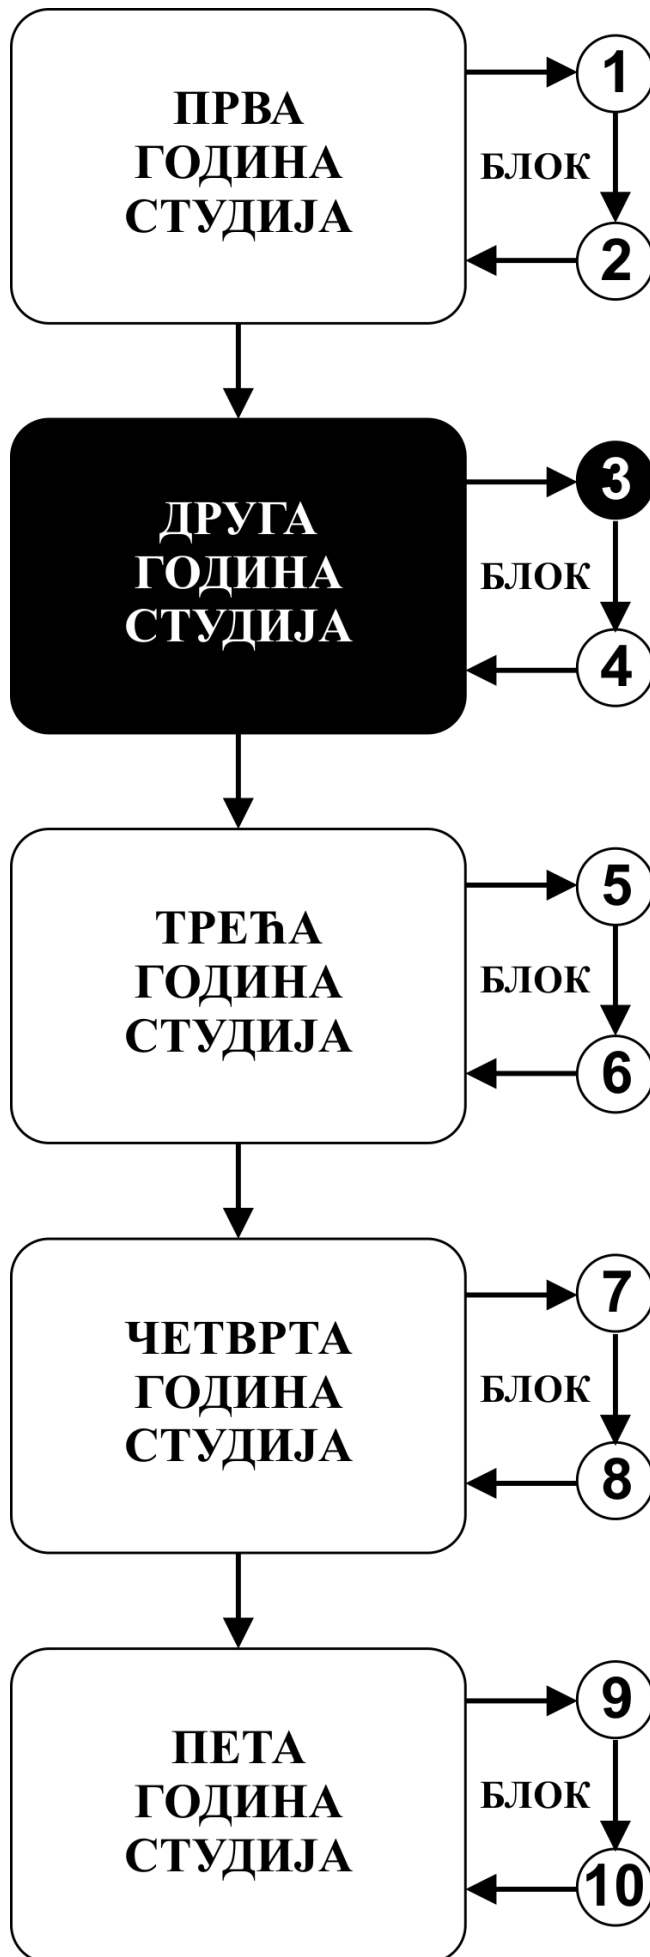 ПРВА
ГОДИНА
СТУДИЈА
1
БЛОК
2
ДРУГА
ГОДИНА
СТУДИЈА
3
БЛОК
4
ТРЕЋА
ГОДИНА
СТУДИЈА
5
БЛОК
6
ЧЕТВРТА
ГОДИНА
СТУДИЈА
7
БЛОК
8
ПЕТА
ГОДИНА
СТУДИЈА
9
БЛОК
10